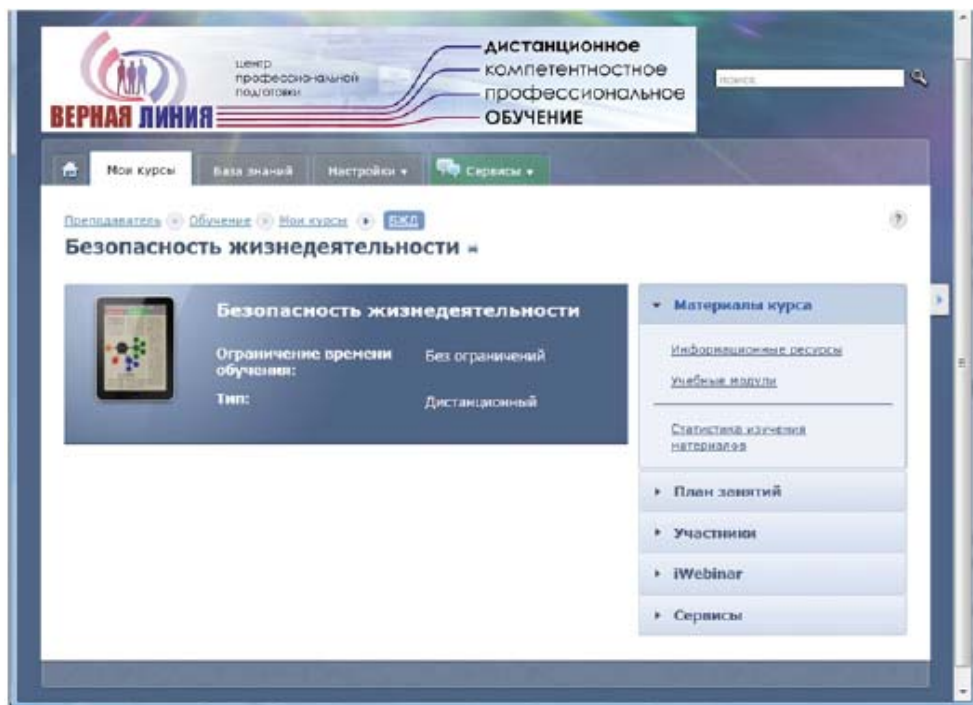 ВЕРНАЯ ЛИНИЯ
центр
профессиональной
подготовки
ДИСТАНЦИОННОЕ
КОМПЕТЕНТНОСТНОЕ
ПРОФЕССИОНАЛЬНОЕ
ОБУЧЕНИЕ
поиск
Мои курсы База знаний Настройки Сервисы
Преподаватель Обучение Мои курсы БЖД
?
Безопасность жизнедеятельности
Безопасность жизнедеятельности
Ограничение времени обучения: Без ограничений
Тип: Дистанционный
Материалы курса
Информационные ресурсы
Учебные модули
Статистика изучения
материалов
План занятий
Участники
iWebinar
Сервисы